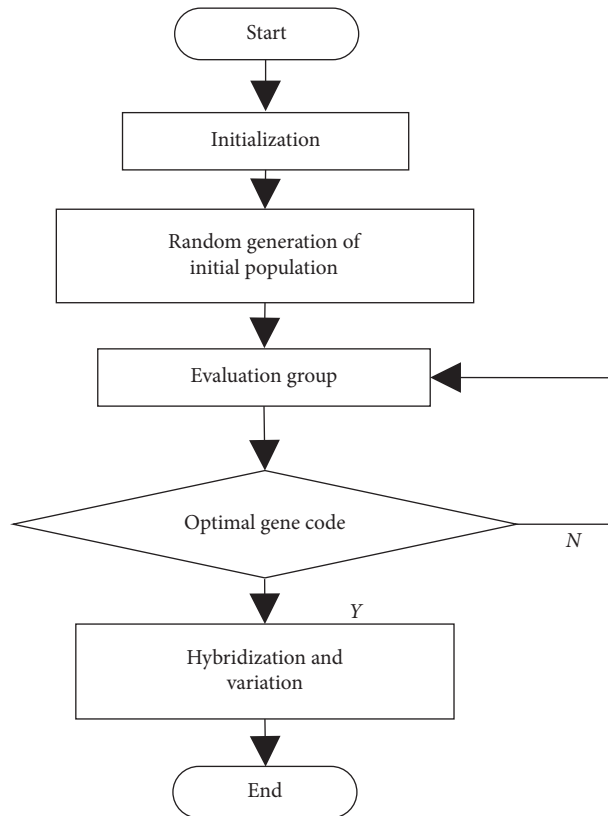 Start
Initialization
Random generation of
initial population
Evaluation group
Optimal gene code
N
Y
Hybridization and
variation
End